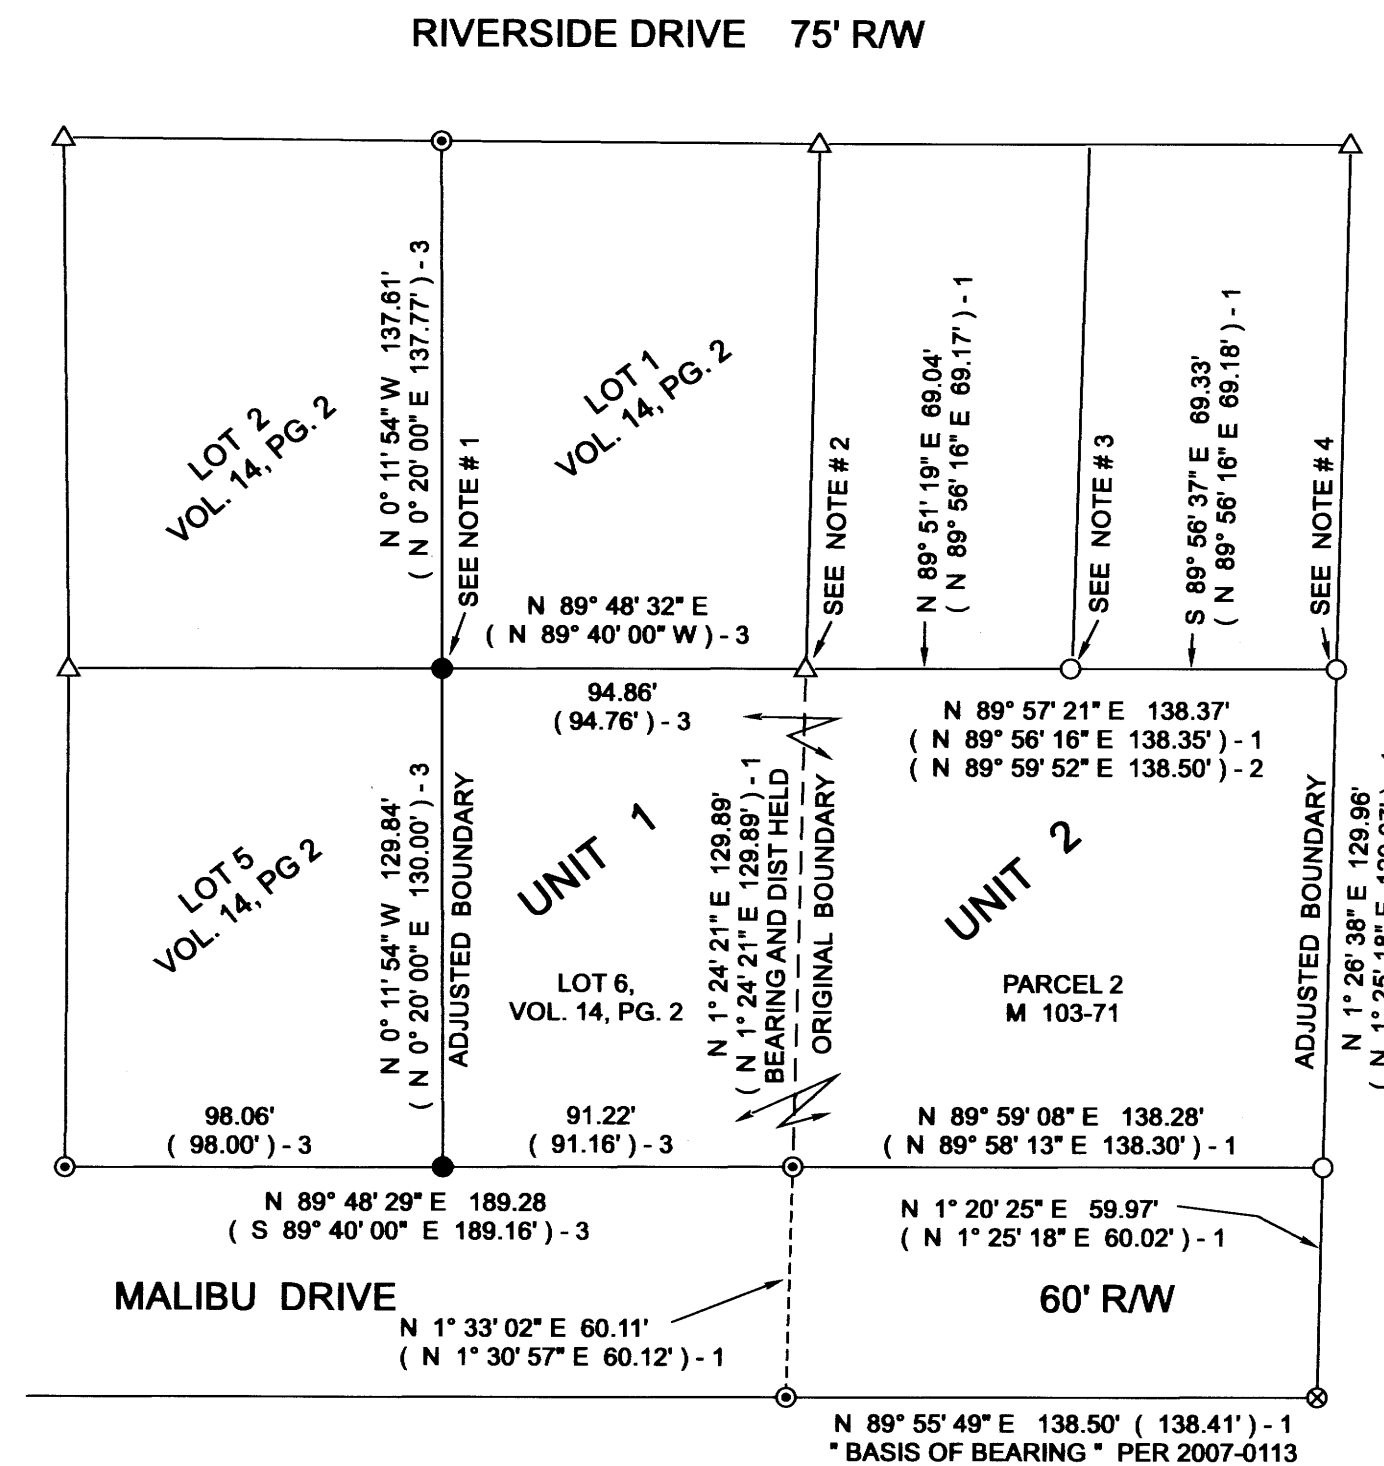 RIVERSIDE DRIVE 75' R/W
LOT 2
VOL. 14, PG. 2
N 0° 11' 54" W 137.61'
( N 0° 20' 00" E 137.77' ) - 3
SEE NOTE # 1
LOT 1
VOL. 14, PG. 2
N 89° 48' 32" E
( N 89° 40' 00" W ) - 3
SEE NOTE # 2
N 89° 51' 19" E 69.04'
( N 89° 56' 16" E 69.17' ) - 1
SEE NOTE # 3
S 89° 56' 37" E 69.33'
( N 89° 56' 16" E 69.18' ) - 1
SEE NOTE # 4
94.86'
( 94.76' ) - 3
N 89° 57' 21" E 138.37'
( N 89° 56' 16" E 138.35' ) - 1
( N 89° 59' 52" E 138.50' ) - 2
LOT 5
VOL. 14, PG 2
N 0° 11' 54" W 129.84'
( N 0° 20' 00" E 130.00' ) - 3
ADJUSTED BOUNDARY
UNIT 1
LOT 6,
VOL. 14, PG. 2
N 1° 24' 21" E 129.89'
( N 1° 24' 21" E 129.89' ) - 1
BEARING AND DIST HELD
ORIGINAL BOUNDARY
UNIT 2
PARCEL 2
M 103-71
ADJUSTED BOUNDARY
N 1° 26' 38" E 129.96'
98.06'
( 98.00' ) - 3
91.22'
( 91.16' ) - 3
N 89° 59' 08" E 138.28'
( N 89° 58' 13" E 138.30' ) - 1
N 89° 48' 29" E 189.28
( S 89° 40' 00" E 189.16' ) - 3
N 1° 20' 25" E 59.97'
( N 1° 25' 18" E 60.02' ) - 1
MALIBU DRIVE
60' R/W
N 1° 33' 02" E 60.11'
( N 1° 30' 57" E 60.12' ) - 1
N 89° 55' 49" E 138.50' ( 138.41' ) - 1
" BASIS OF BEARING " PER 2007-0113